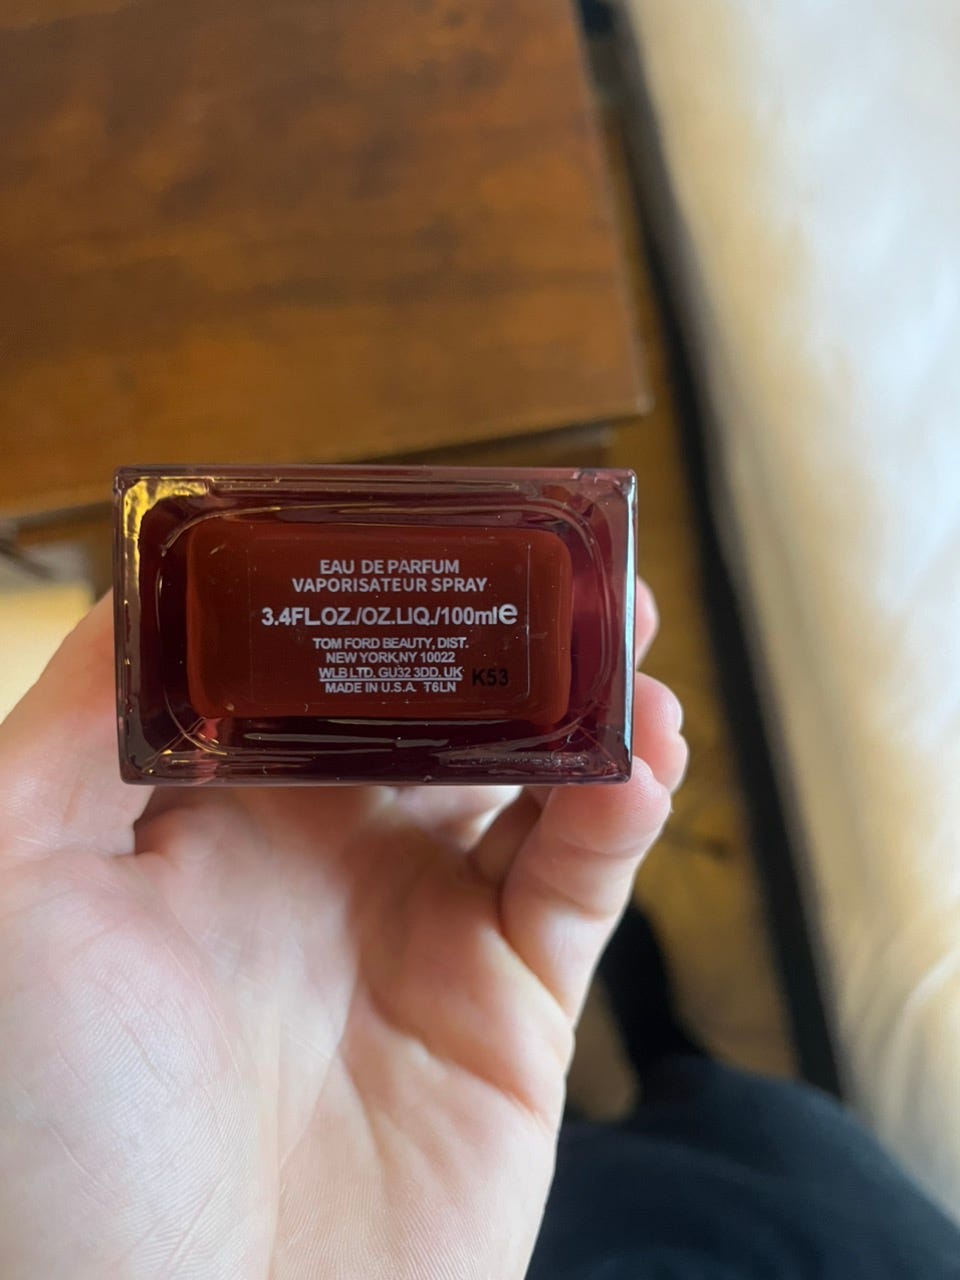 EAU DE PARFUM
VAPORISATEUR SPRAY
3.4FL.OZ./OZ.LIQ./100ml℮
TOM FORD BEAUTY, DIST.
NEW YORK,NY 10022
WLB LTD. GU32 3DD. UK
MADE IN U.S.A. T6LN
K53